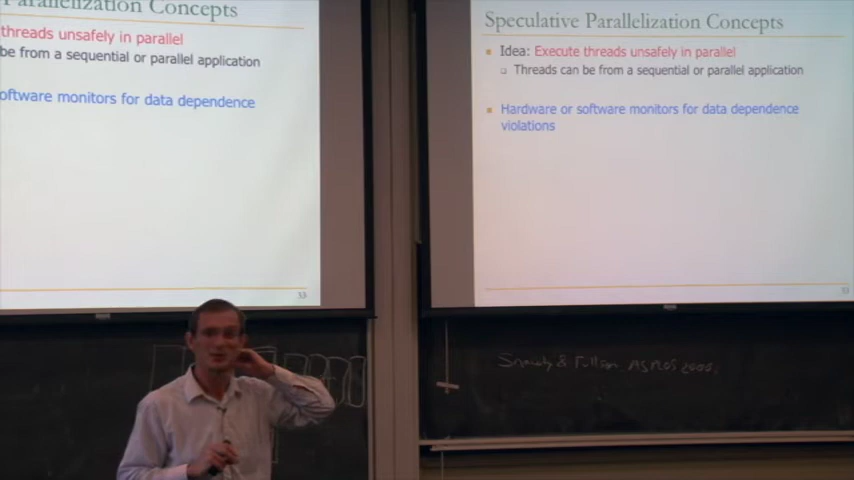 Parallelization Concepts
threads unsafely in parallel
be from a sequential or parallel application
oftware monitors for data dependence
33
Speculative Parallelization Concepts
Idea: Execute threads unsafely in parallel
Threads can be from a sequential or parallel application
Hardware or software monitors for data dependence
violations
33
& ASPLOS 2000.